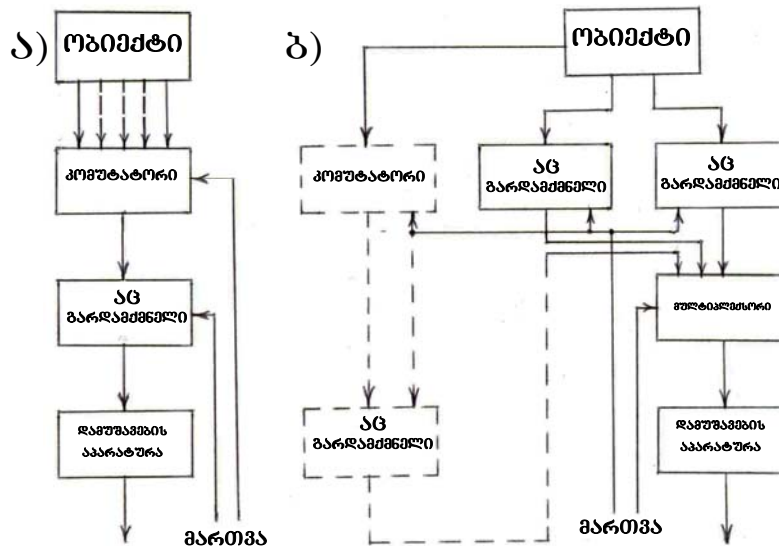 ა)
ობიექტი
კომუტატორი
აც
გარდამქმნელი
დამუშავების
აპარატურა
მართვა
ბ)
ობიექტი
კომუტატორი
აც
გარდამქმნელი
აც
გარდამქმნელი
მულტიპლექსორი
აც
გარდამქმნელი
დამუშავების
აპარატურა
მართვა